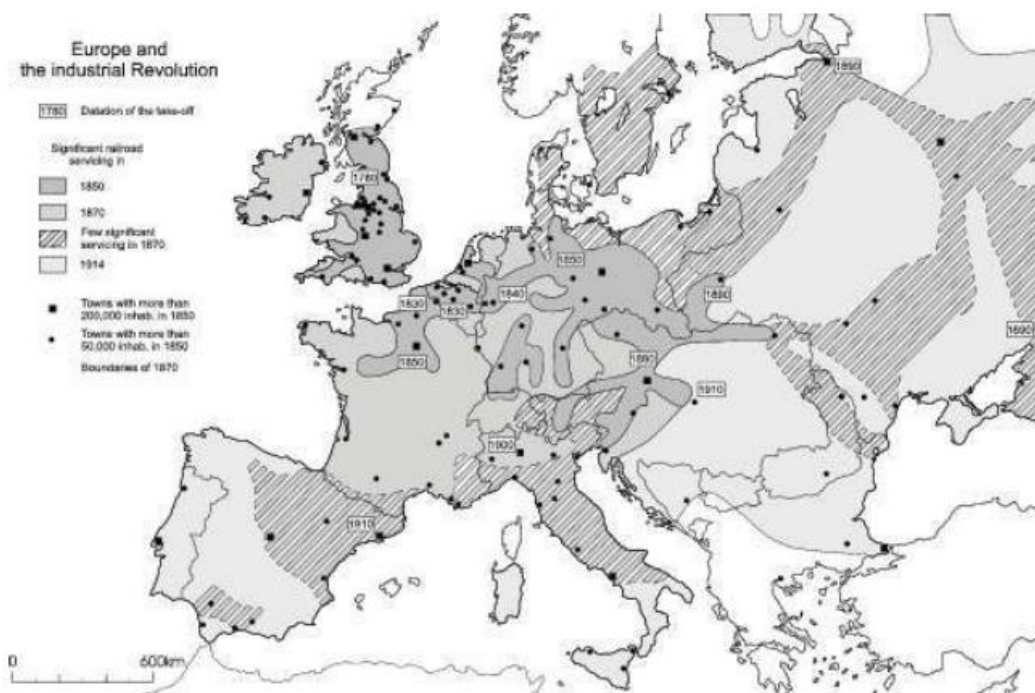 Europe and
the industrial Revolution
1780 Datation of the take-off
Significant railroad
servicing in
1850
1870
Few significant
servicing in 1870
1914
Towns with more than
200,000 inhab. in 1850
Towns with more than
50,000 inhab. in 1850
Boundaries of 1870
0 600km
1890
1780
1850
1830
1830
1840
1890
1850
1880
1890
1910
1900
1910